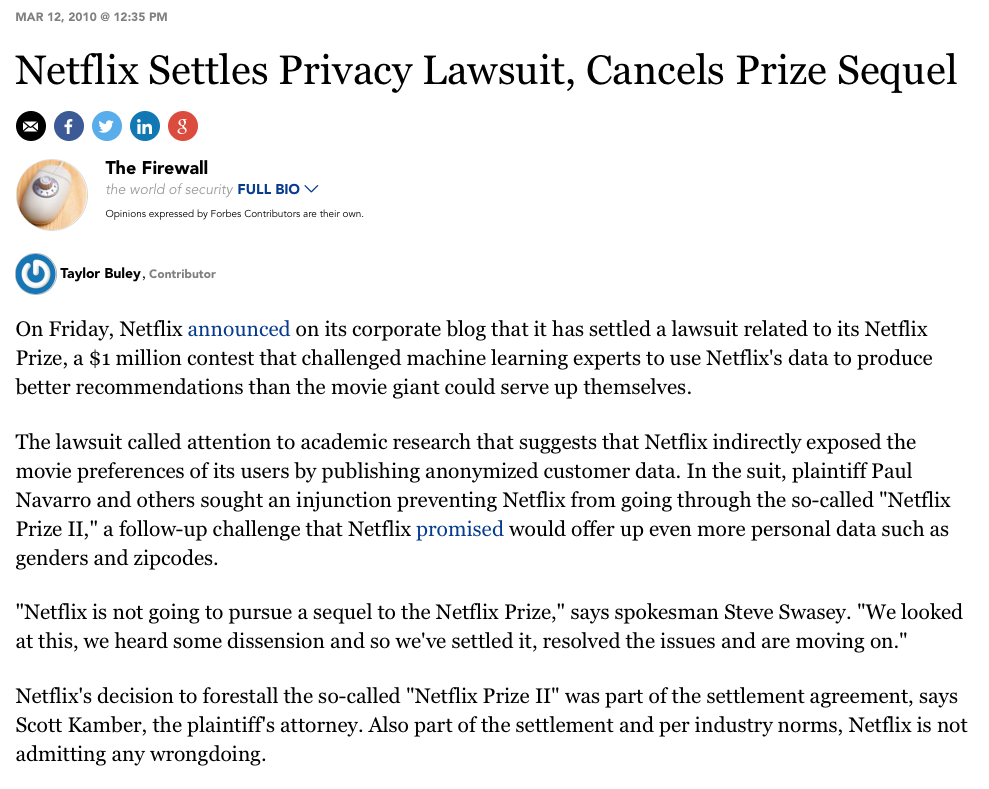 MAR 12, 2010 @ 12:35 PM
Netflix Settles Privacy Lawsuit, Cancels Prize Sequel
f in g
The Firewall
the world of security FULL BIO
Opinions expressed by Forbes Contributors are their own.
Taylor Buley, Contributor
On Friday, Netflix announced on its corporate blog that it has settled a lawsuit related to its Netflix
Prize, a $1 million contest that challenged machine learning experts to use Netflix's data to produce
better recommendations than the movie giant could serve up themselves.
The lawsuit called attention to academic research that suggests that Netflix indirectly exposed the
movie preferences of its users by publishing anonymized customer data. In the suit, plaintiff Paul
Navarro and others sought an injunction preventing Netflix from going through the so-called "Netflix
Prize II," a follow-up challenge that Netflix promised would offer up even more personal data such as
genders and zipcodes.
"Netflix is not going to pursue a sequel to the Netflix Prize," says spokesman Steve Swasey. "We looked
at this, we heard some dissension and so we've settled it, resolved the issues and are moving on."
Netflix's decision to forestall the so-called "Netflix Prize II" was part of the settlement agreement, says
Scott Kamber, the plaintiff's attorney. Also part of the settlement and per industry norms, Netflix is not
admitting any wrongdoing.